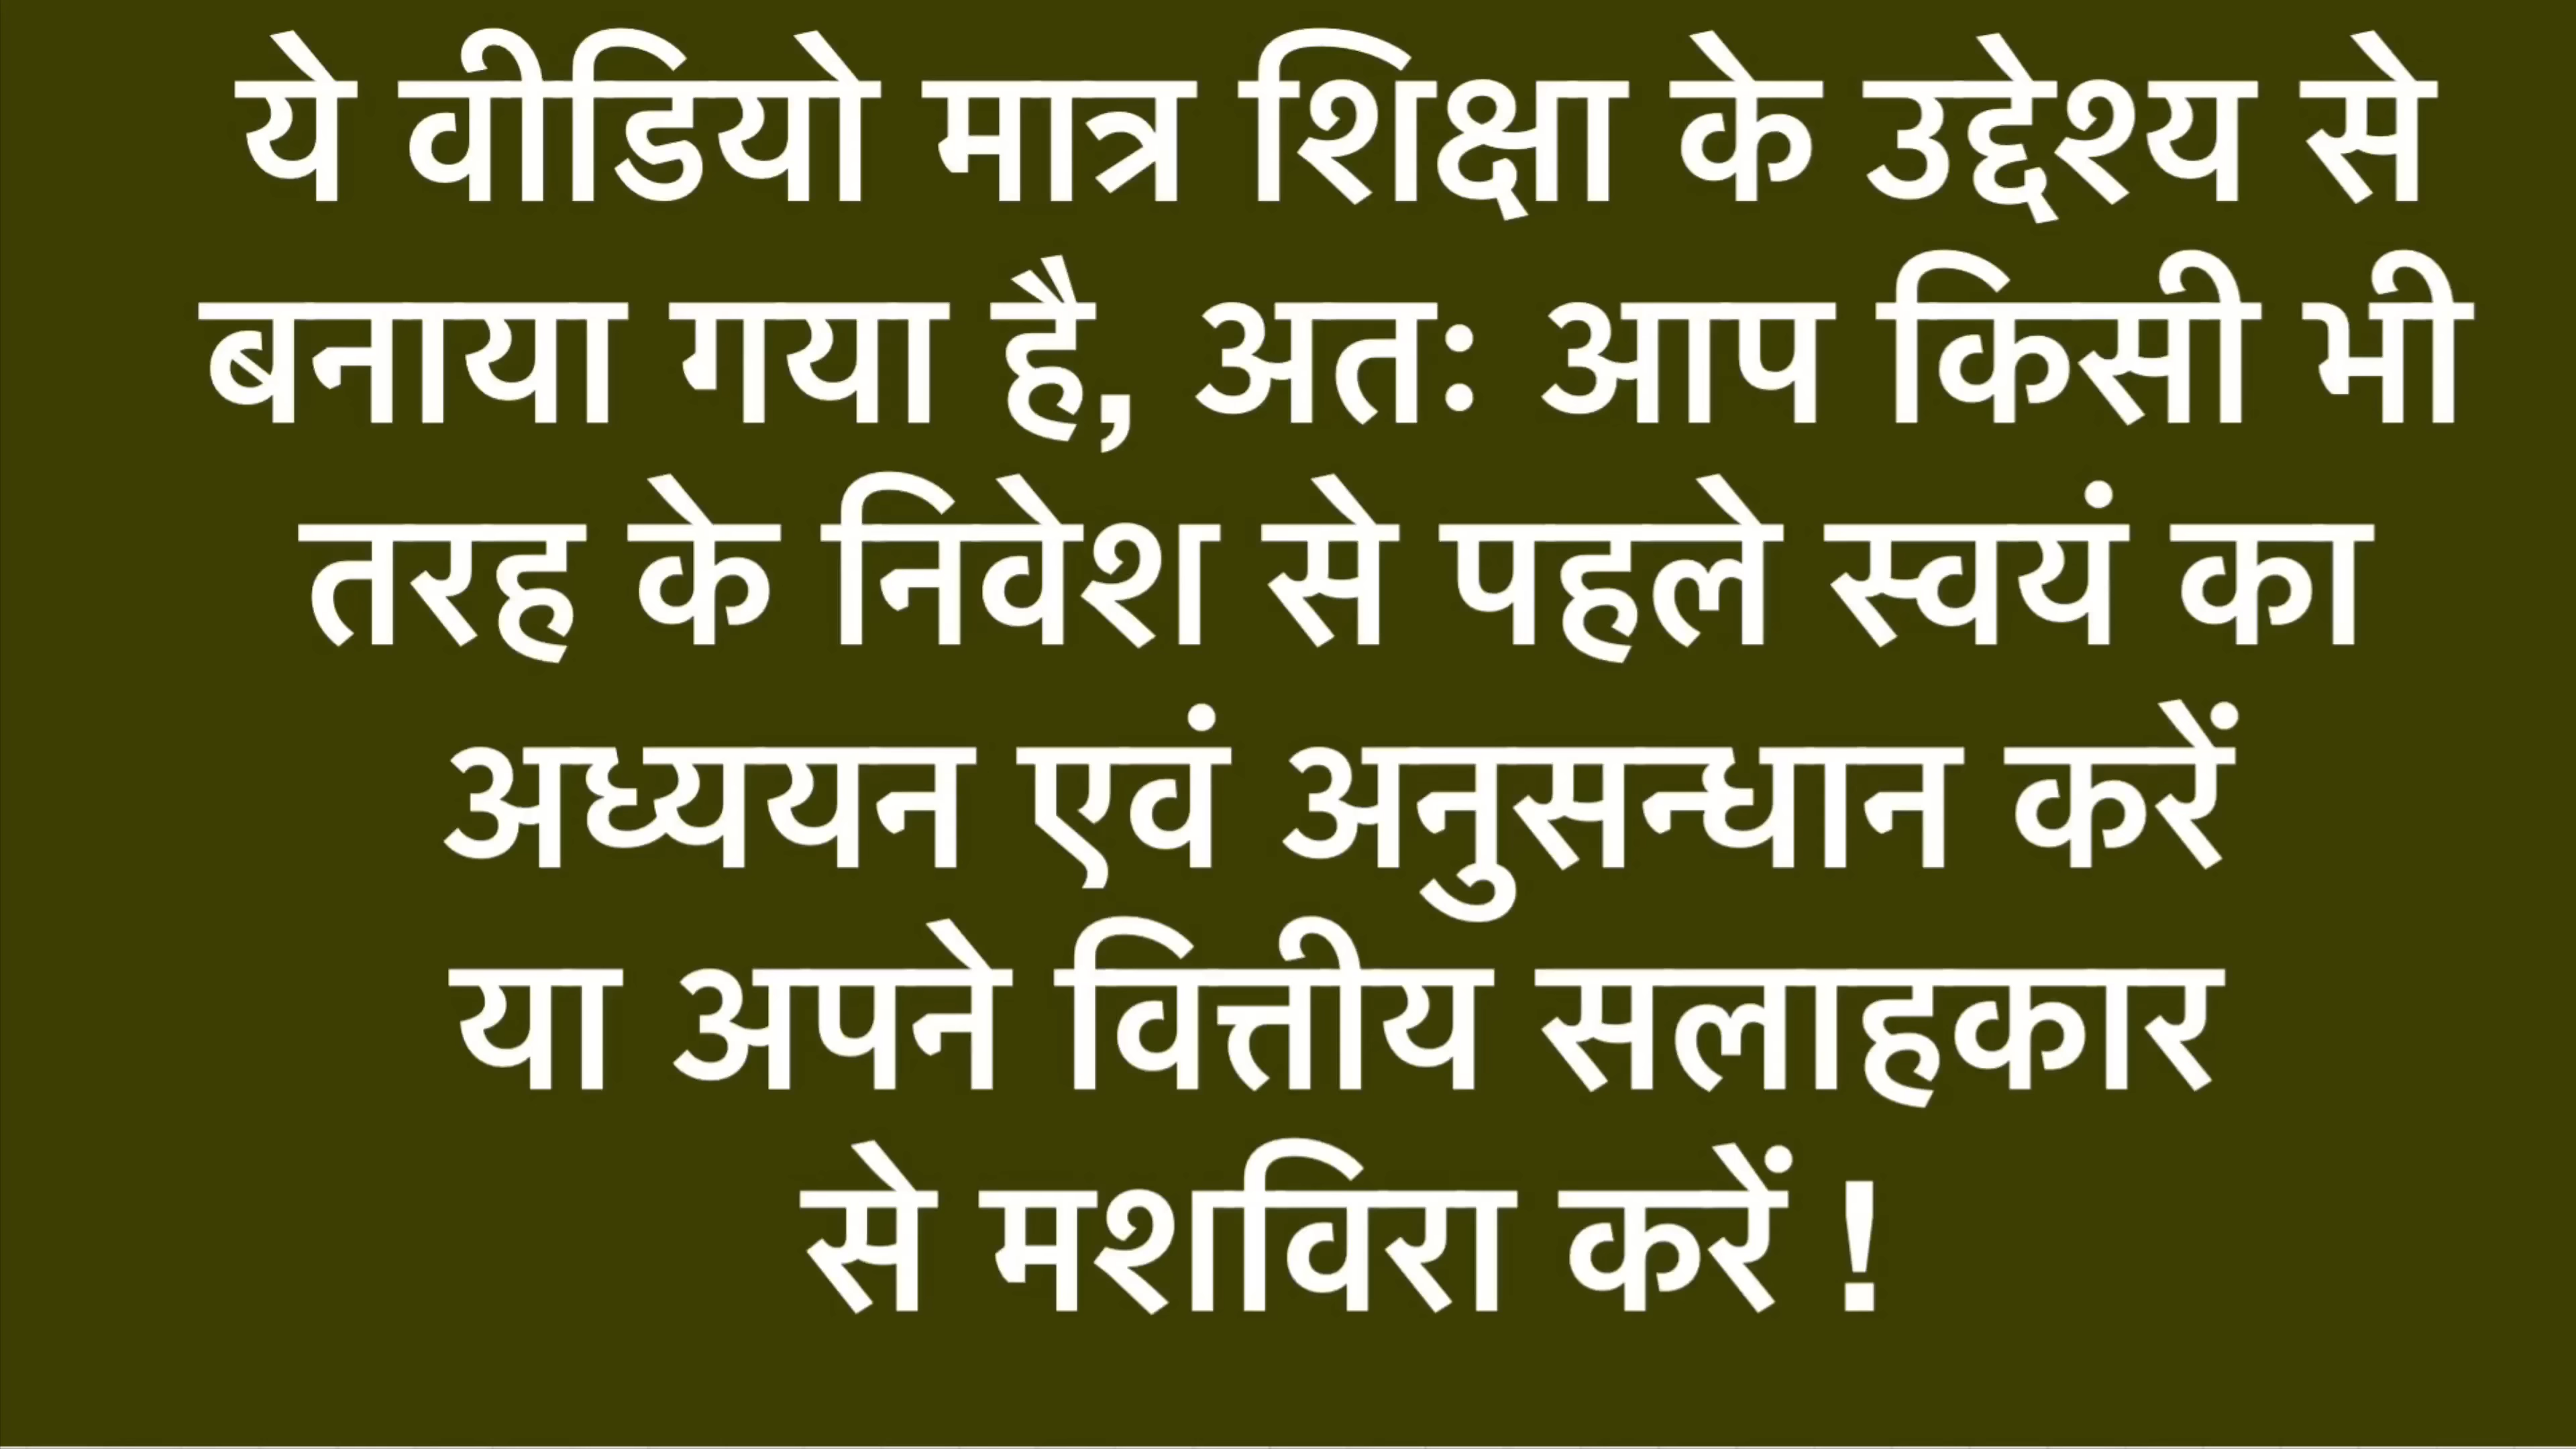 ये वीडियो मात्र शिक्षा के उद्देश्य से
बनाया गया है, अतः आप किसी भी
तरह के निवेश से पहले स्वयं का
अध्ययन एवं अनुसन्धान करें
या अपने वित्तीय सलाहकार
से मशविरा करें !